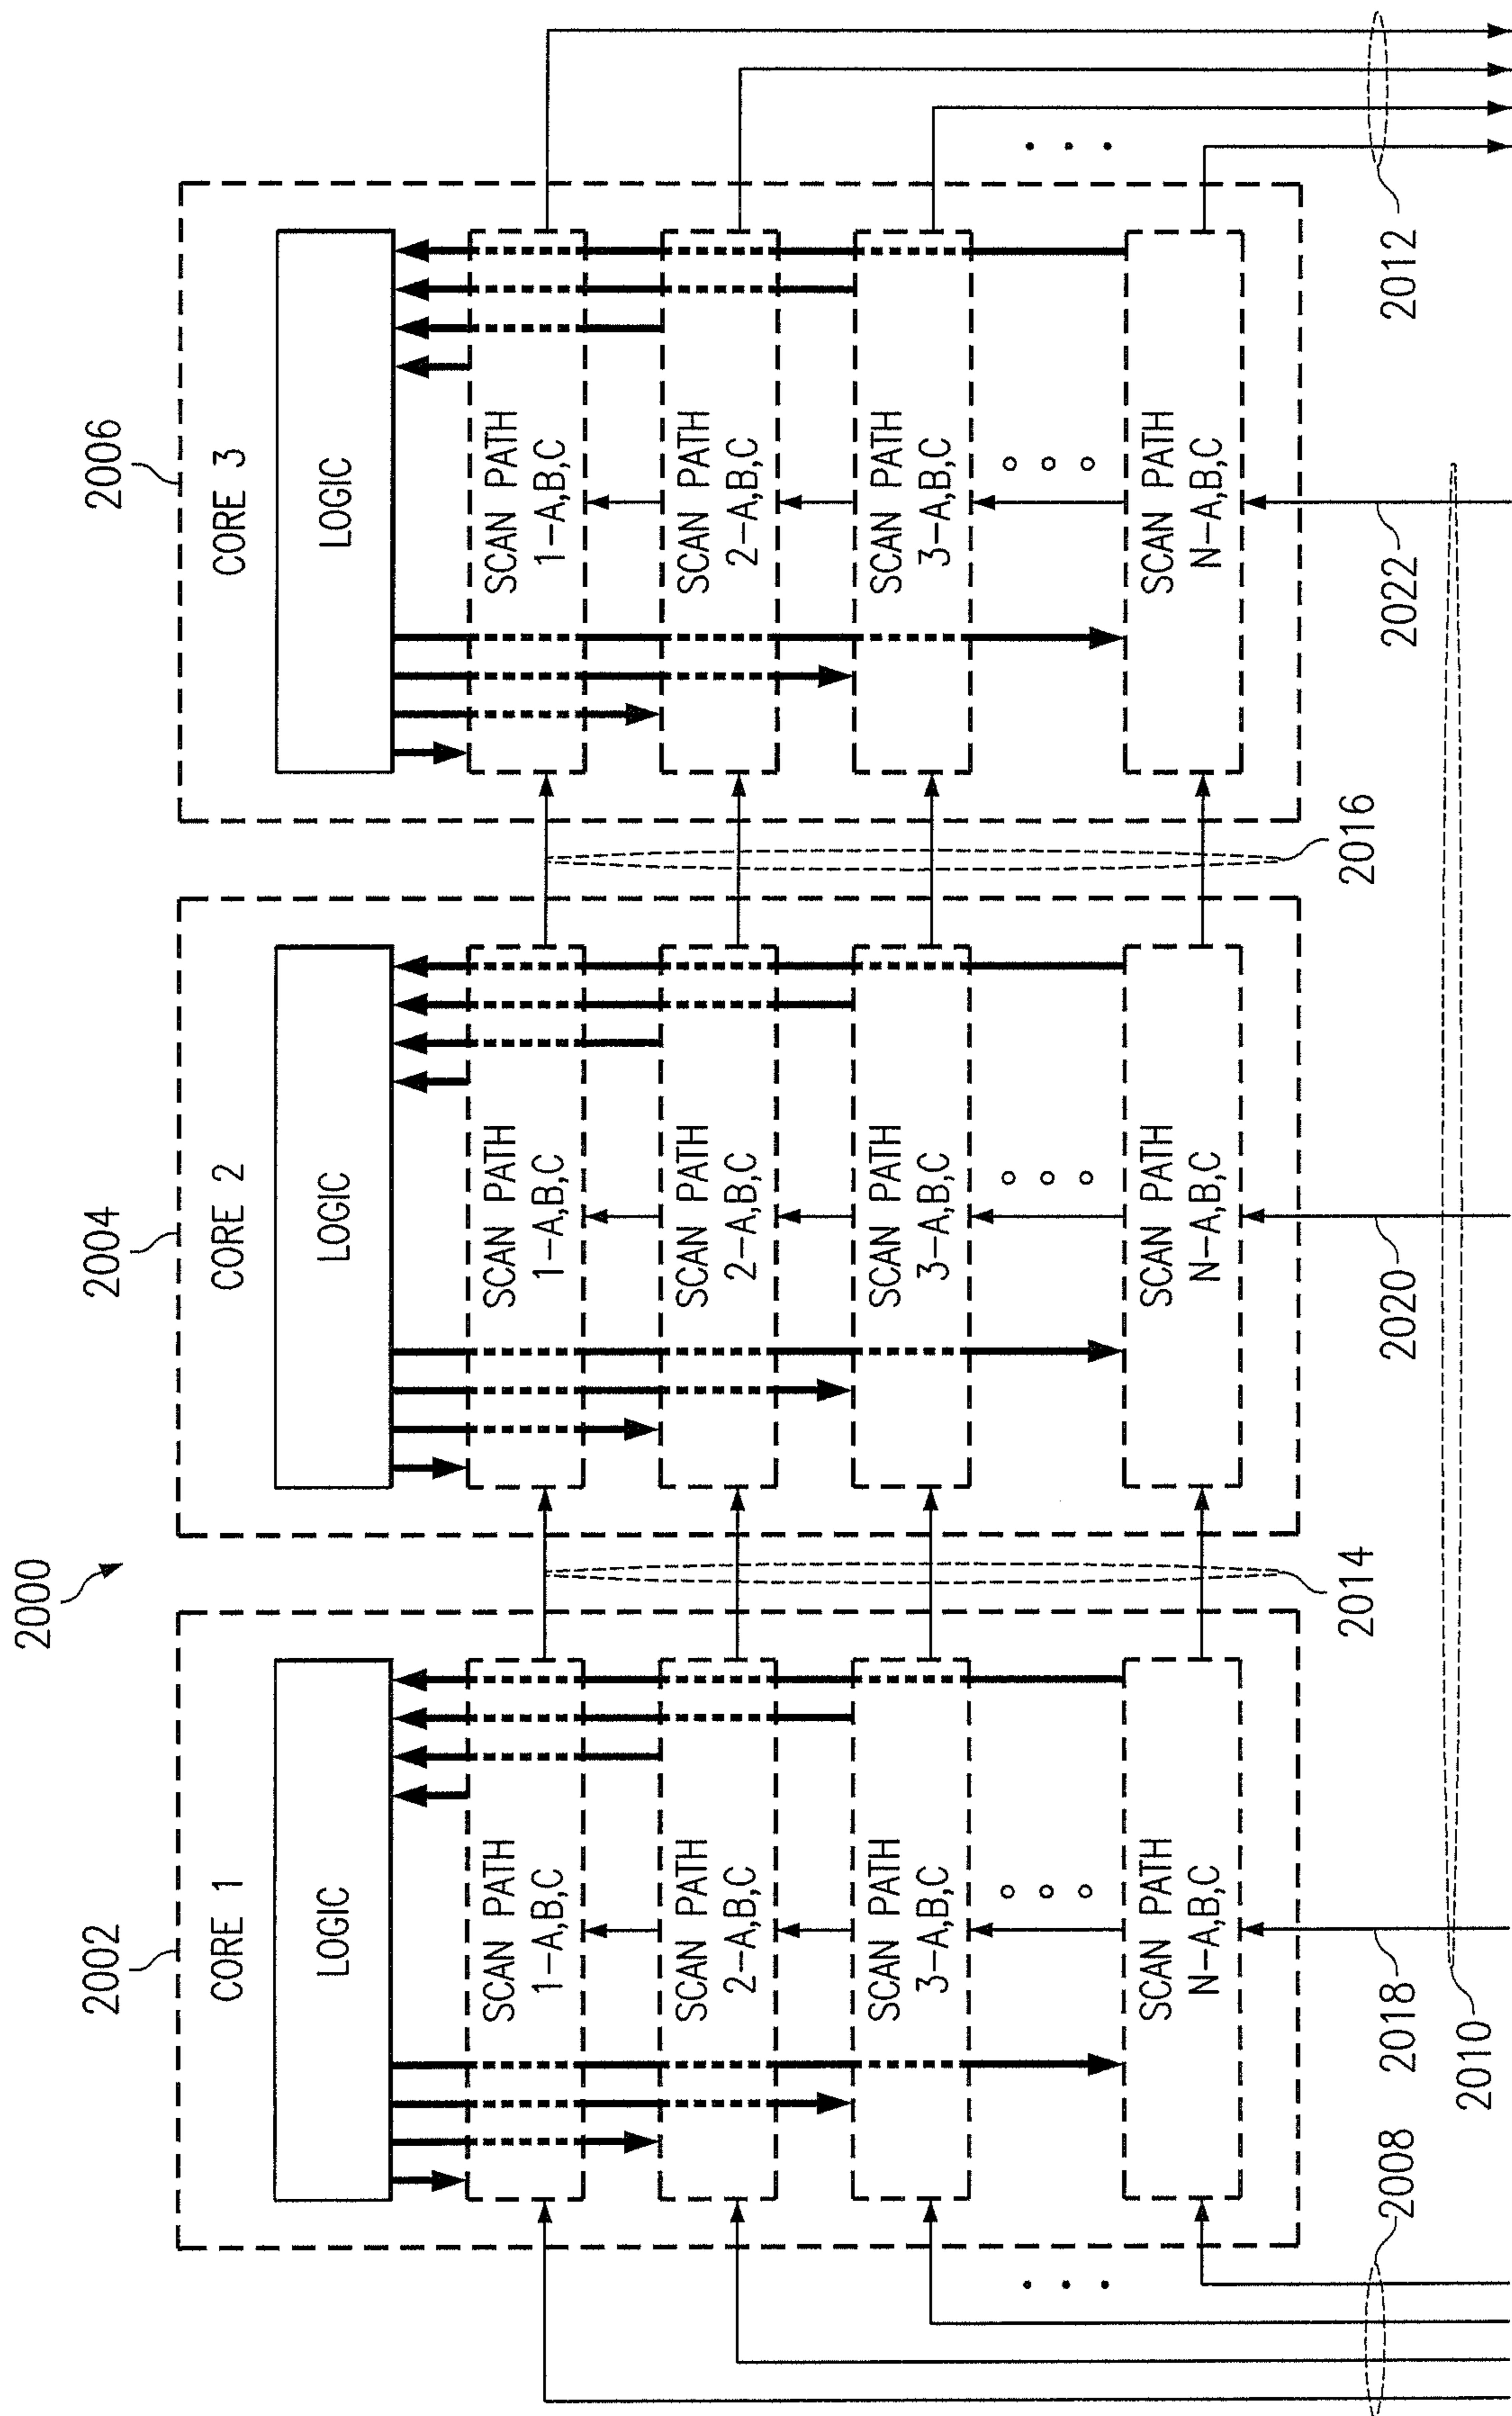 2000
2002
2004
2006
CORE 1
CORE 2
CORE 3
LOGIC
LOGIC
LOGIC
SCAN PATH
1-A,B,C
SCAN PATH
1-A,B,C
SCAN PATH
1-A,B,C
SCAN PATH
2-A,B,C
SCAN PATH
2-A,B,C
SCAN PATH
2-A,B,C
SCAN PATH
3-A,B,C
SCAN PATH
3-A,B,C
SCAN PATH
3-A,B,C
SCAN PATH
N-A,B,C
SCAN PATH
N-A,B,C
SCAN PATH
N-A,B,C
2014
2016
2008
2018
2020
2022
2012
2010